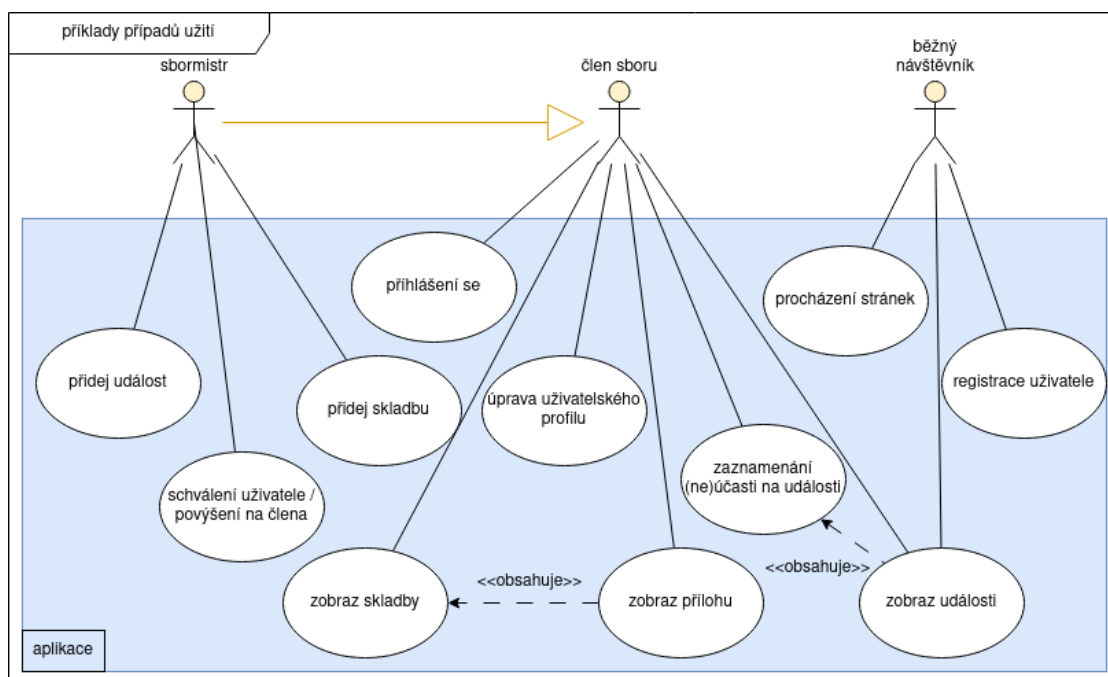 příklady případů užití
sbormistr
člen sboru
běžný
návštěvník
příhlášení se
procházení stránek
přidej událost
přidej skladbu
úprava uživatelského
profilu
registrace uživatele
schválení uživatele /
povýšení na člena
zaznamenání
(ne)účasti na události
<<obsahuje>>
<<obsahuje>>
zobraz skladby
zobraz přílohu
zobraz události
aplikace